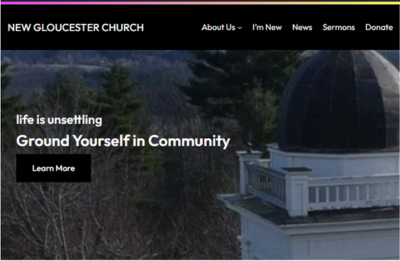 NEW GLOUCESTER CHURCH
About Us
I'm New
News
Sermons
Donate
life is unsettling
Ground Yourself in Community
Learn More